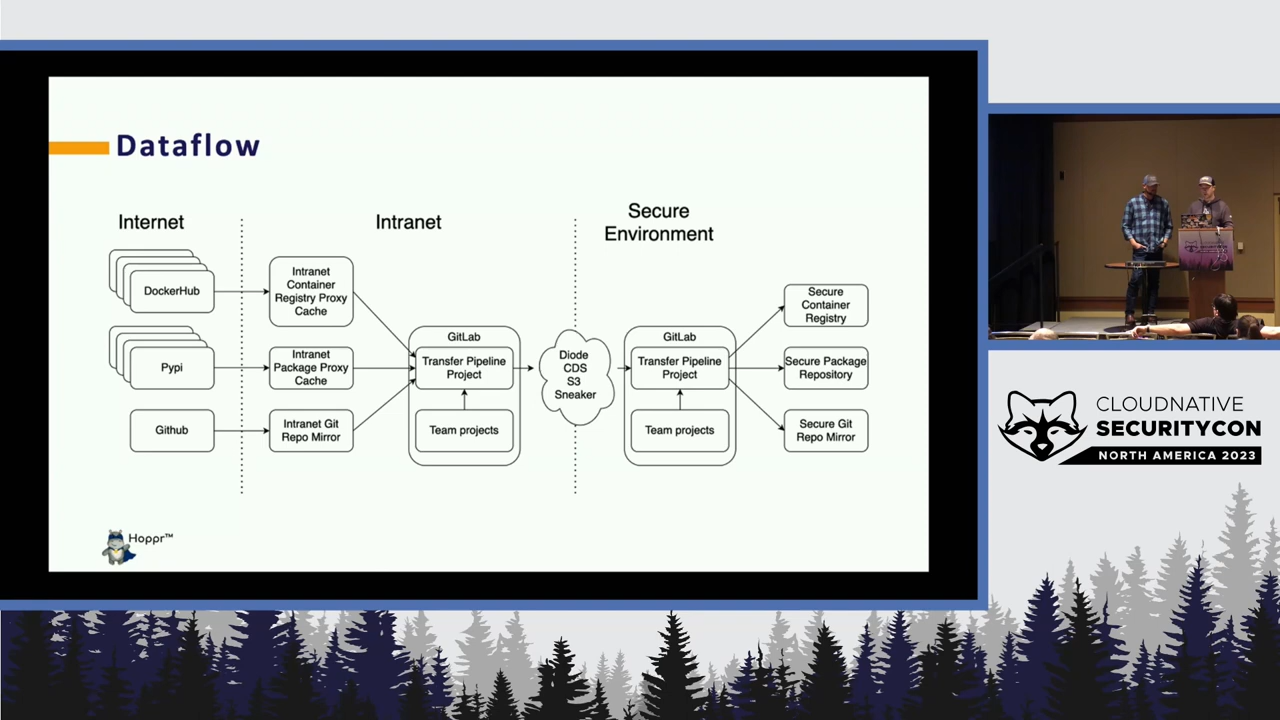 Dataflow
Internet
Intranet
Secure
Environment
DockerHub
Pypi
Github
Intranet
Container
Registry Proxy
Cache
Intranet
Package Proxy
Cache
Intranet Git
Repo Mirror
GitLab
Transfer Pipeline
Project
Team projects
Diode
CDS
S3
Sneaker
GitLab
Transfer Pipeline
Project
Team projects
Secure
Container
Registry
Secure Package
Repository
Secure Git
Repo Mirror
Hoppr™
CLOUDNATIVE
SECURITYCON
CLOUDNATIVE
SECURITYCON
NORTH AMERICA 2023